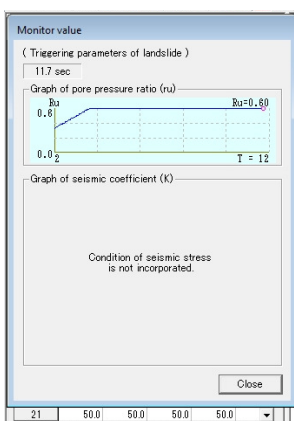 Monitor value
( Triggering parameters of landslide )
11.7 sec
Graph of pore pressure ratio (ru)
Ru Ru=0.60
0.6
0.0 2 T = 12
Graph of seismic coefficient (K)
Condition of seismic stress
is not incorporated.
Close
21 50.0 50.0 50.0 50.0